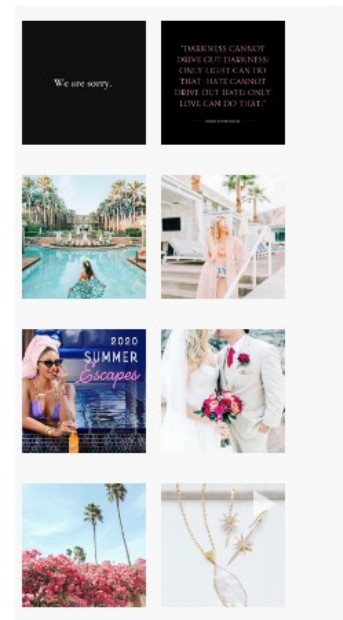 We are sorry.
"DARKNESS CANNOT
DRIVE OUT DARKNESS;
ONLY LIGHT CAN DO
THAT. HATE CANNOT
DRIVE OUT HATE; ONLY
LOVE CAN DO THAT."
2020
SUMMER
Escapes